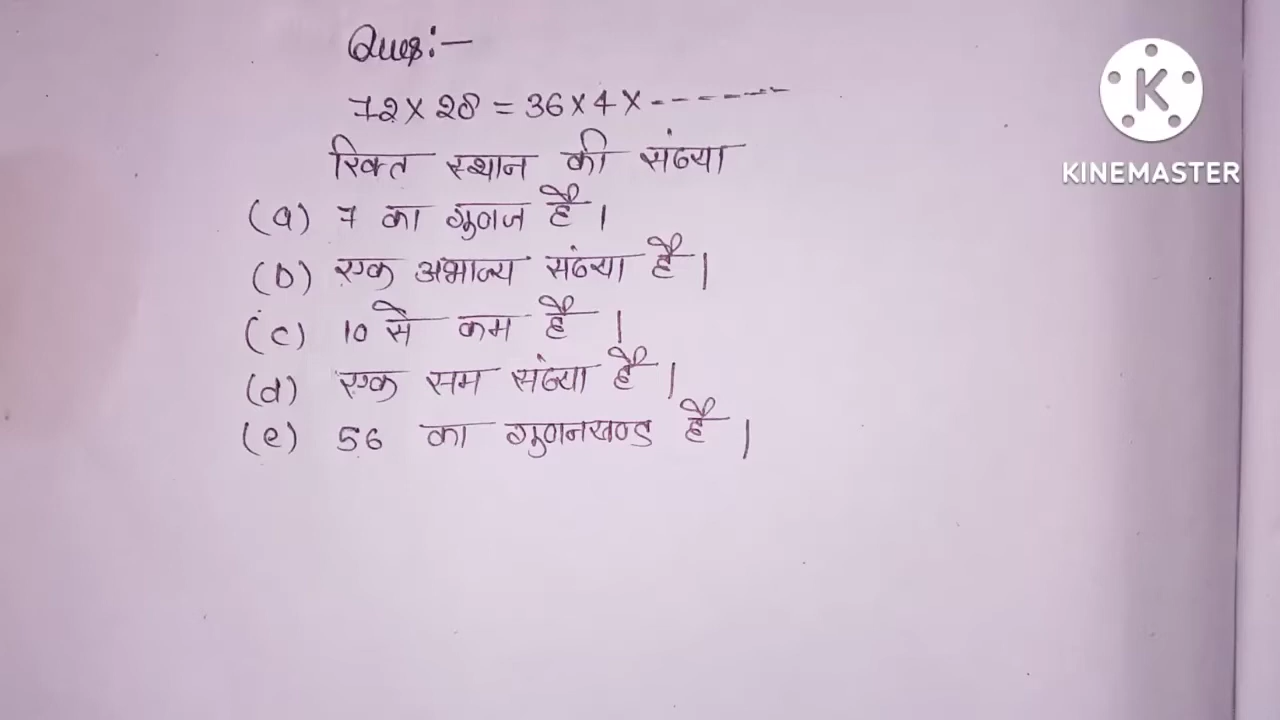 Ques:-
72 × 28 = 36 × 4 × -------
रिक्त स्थान की संख्या
(a) 7 का गुणज है।
(b) एक अभाज्य संख्या है।
(c) 10 से कम है।
(d) एक सम संख्या है।
(e) 56 का गुणनखण्ड है।
K
KINEMASTER